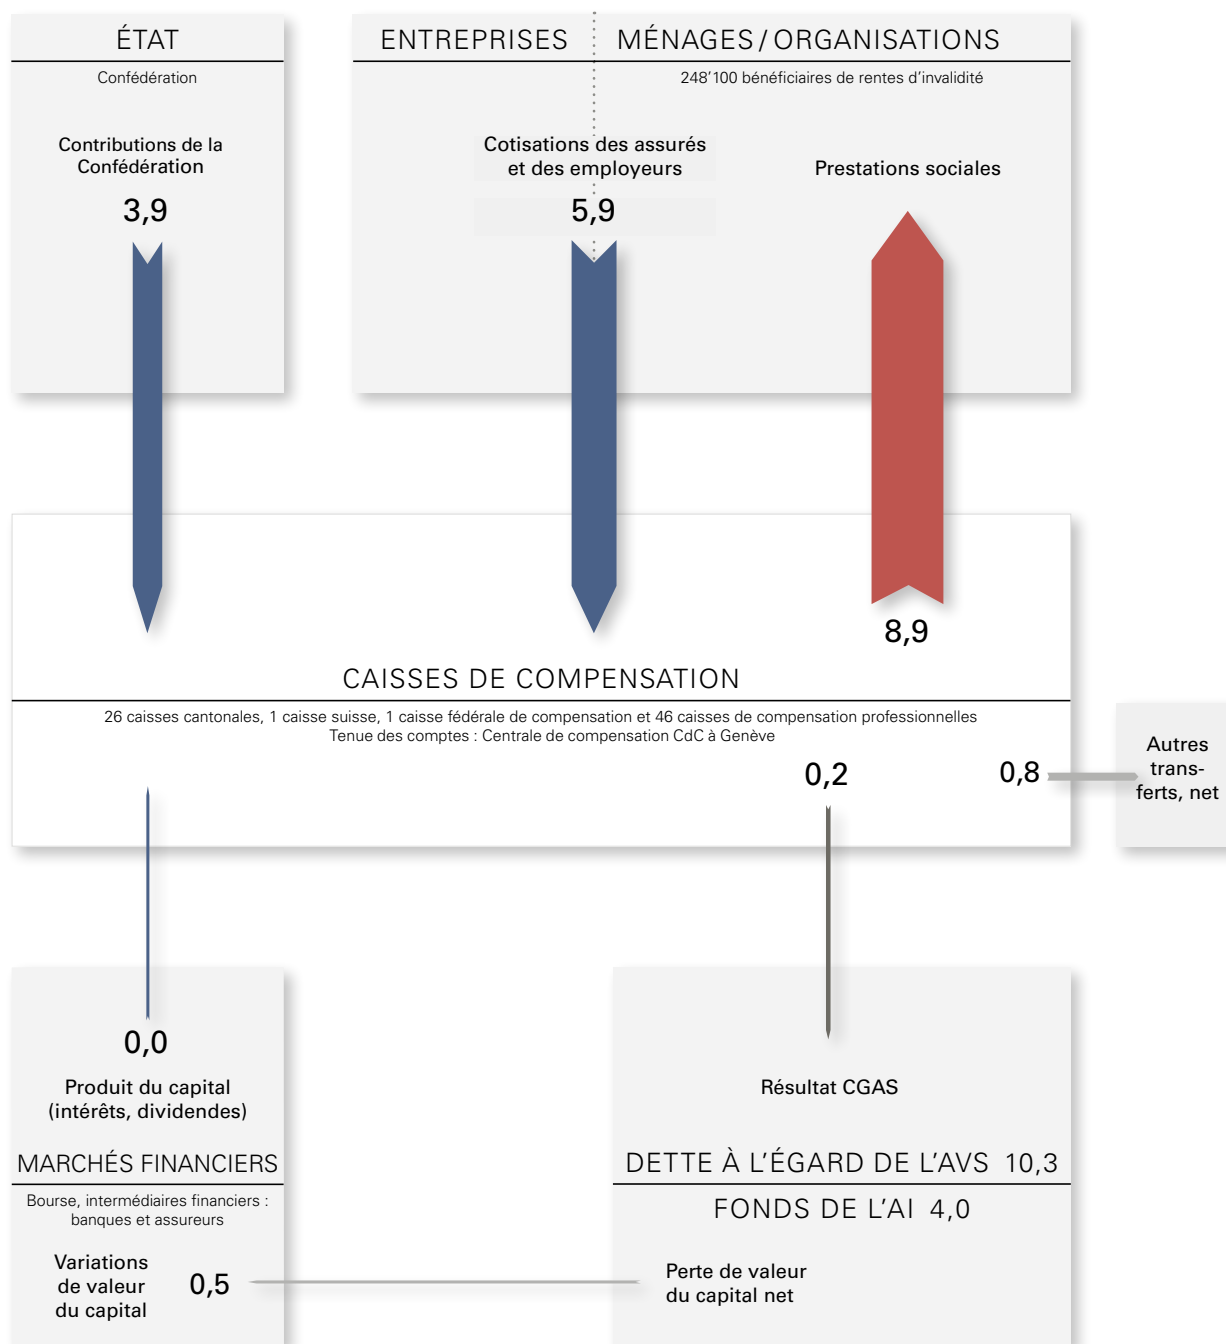 ÉTAT
Confédération
Contributions de la
Confédération
3,9
ENTREPRISES
MÉNAGES / ORGANISATIONS
248'100 bénéficiaires de rentes d'invalidité
Cotisations des assurés
et des employeurs
5,9
Prestations sociales
8,9
CAISSES DE COMPENSATION
26 caisses cantonales, 1 caisse suisse, 1 caisse fédérale de compensation et 46 caisses de compensation professionnelles
Tenue des comptes : Centrale de compensation CdC à Genève
0,2
0,8
Autres
trans-
ferts, net
0,0
Produit du capital
(intérêts, dividendes)
MARCHÉS FINANCIERS
Bourse, intermédiaires financiers :
banques et assureurs
Variations
de valeur
du capital
0,5
Résultat CGAS
DETTE À L'ÉGARD DE L'AVS 10,3
FONDS DE L'AI 4,0
Perte de valeur
du capital net